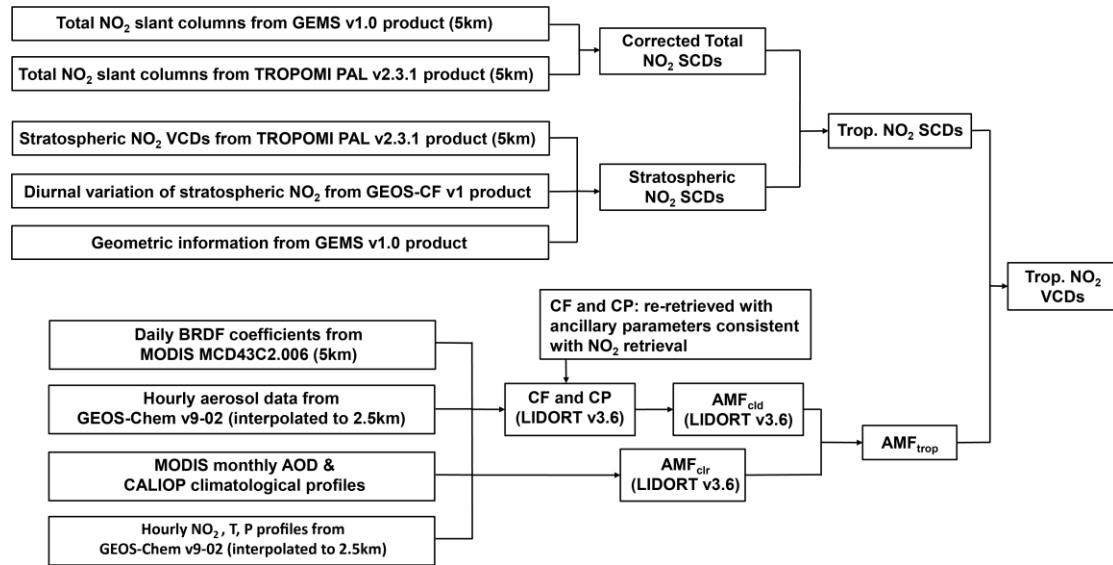 Total NO₂ slant columns from GEMS v1.0 product (5km)
Total NO₂ slant columns from TROPOMI PAL v2.3.1 product (5km)
Corrected Total
NO₂ SCDs
Stratospheric NO₂ VCDs from TROPOMI PAL v2.3.1 product (5km)
Diurnal variation of stratospheric NO₂ from GEOS-CF v1 product
Geometric information from GEMS v1.0 product
Stratospheric
NO₂ SCDs
Trop. NO₂ SCDs
Trop. NO₂
VCDs
CF and CP: re-retrieved with
ancillary parameters consistent
with NO₂ retrieval
Daily BRDF coefficients from
MODIS MCD43C2.006 (5km)
Hourly aerosol data from
GEOS-Chem v9-02 (interpolated to 2.5km)
MODIS monthly AOD &
CALIOP climatological profiles
Hourly NO₂ , T, P profiles from
GEOS-Chem v9-02 (interpolated to 2.5km)
CF and CP
(LIDORT v3.6)
AMFcld
(LIDORT v3.6)
AMFclr
(LIDORT v3.6)
AMFtrop